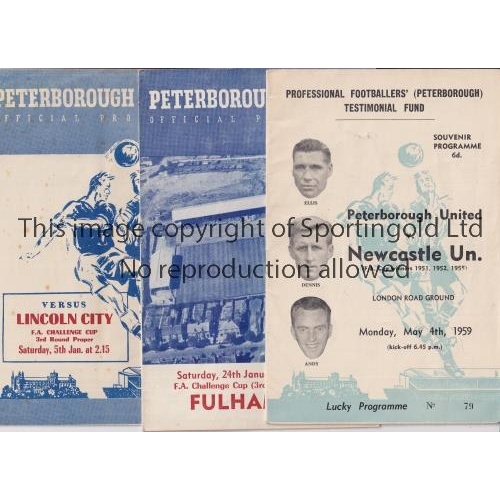 PETERBOROUGH
OFFICIAL PRO
VERSUS
LINCOLN CITY
F.A. CHALLENGE CUP
3rd Round Proper
Saturday, 5th Jan. at 2.15
PETERBOROUGH
OFFICIAL P
Saturday, 24th Janu
F.A. Challenge Cup (3rd
FULHA
PROFESSIONAL FOOTBALLERS' (PETERBOROUGH)
TESTIMONIAL FUND
SOUVENIR
PROGRAMME
6d.
ELLIS
Peterborough United
Newcastle Un.
1951, 1952, 1955)
DENNIS
LONDON ROAD GROUND
Monday, May 4th, 1959
(kick-off 6.45 p.m.)
ANDY
Lucky Programme No 79
This image copyright of Sportingold Ltd
No reproduction allowed